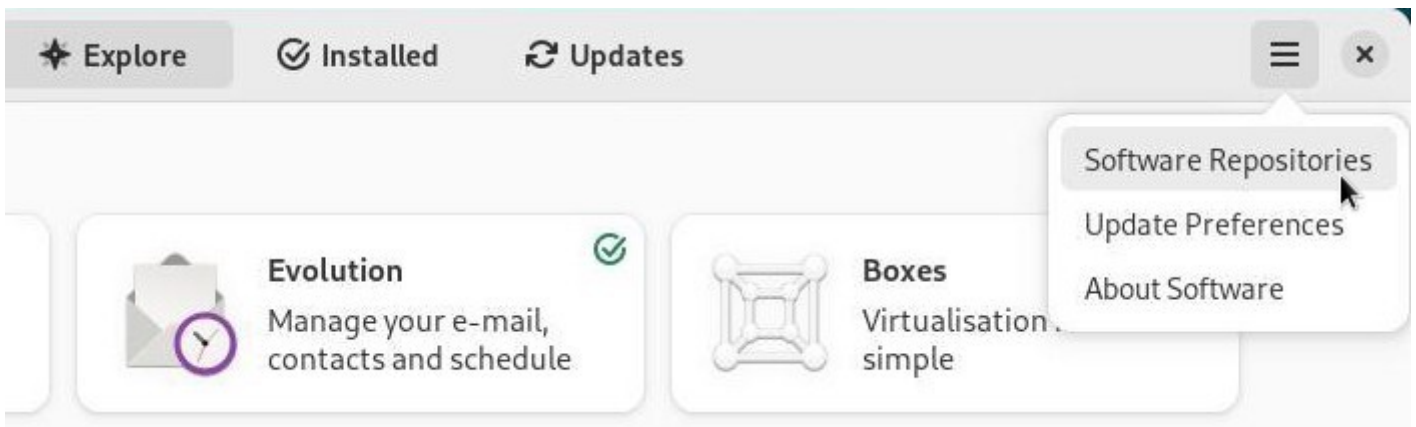 Explore
Installed
Updates
Software Repositories
Update Preferences
About Software
Evolution
Manage your e-mail,
contacts and schedule
Boxes
Virtualisation
simple